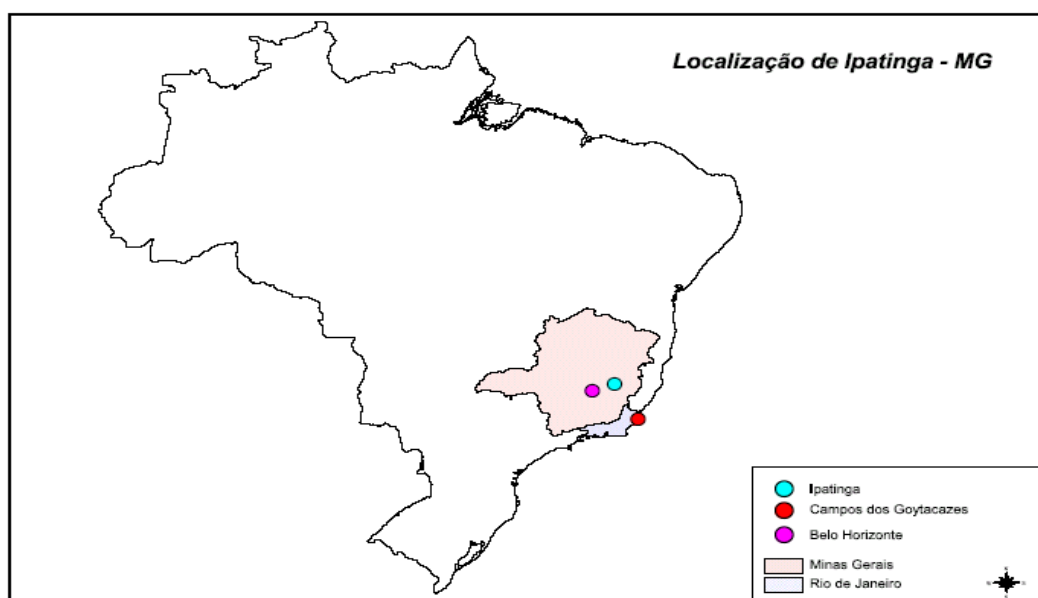 Localização de Ipatinga - MG
Ipatinga
Campos dos Goytacazes
Belo Horizonte
Minas Gerais
Rio de Janeiro